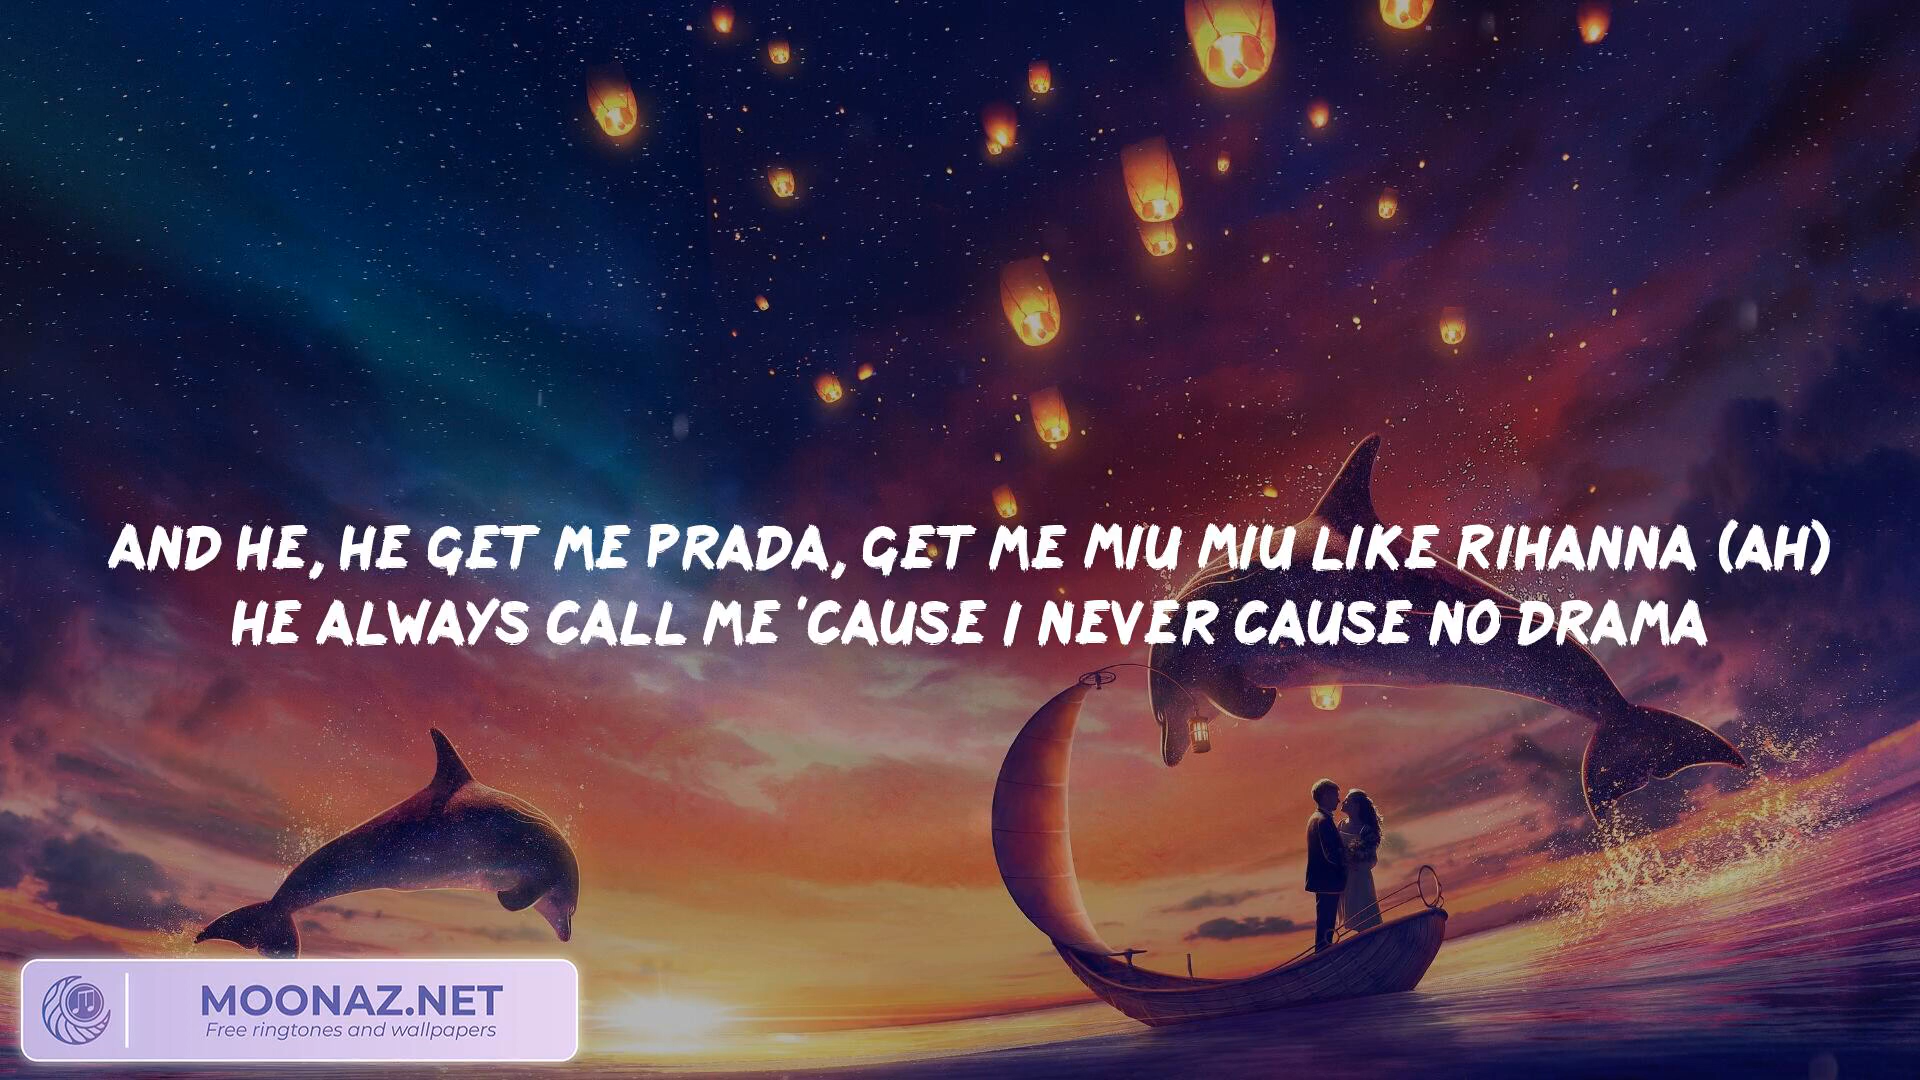 AND HE, HE GET ME PRADA, GET ME MIU MIU LIKE RIHANNA (AH)
HE ALWAYS CALL ME 'CAUSE I NEVER CAUSE NO DRAMA
MOONAZ.NET
Free ringtones and wallpapers